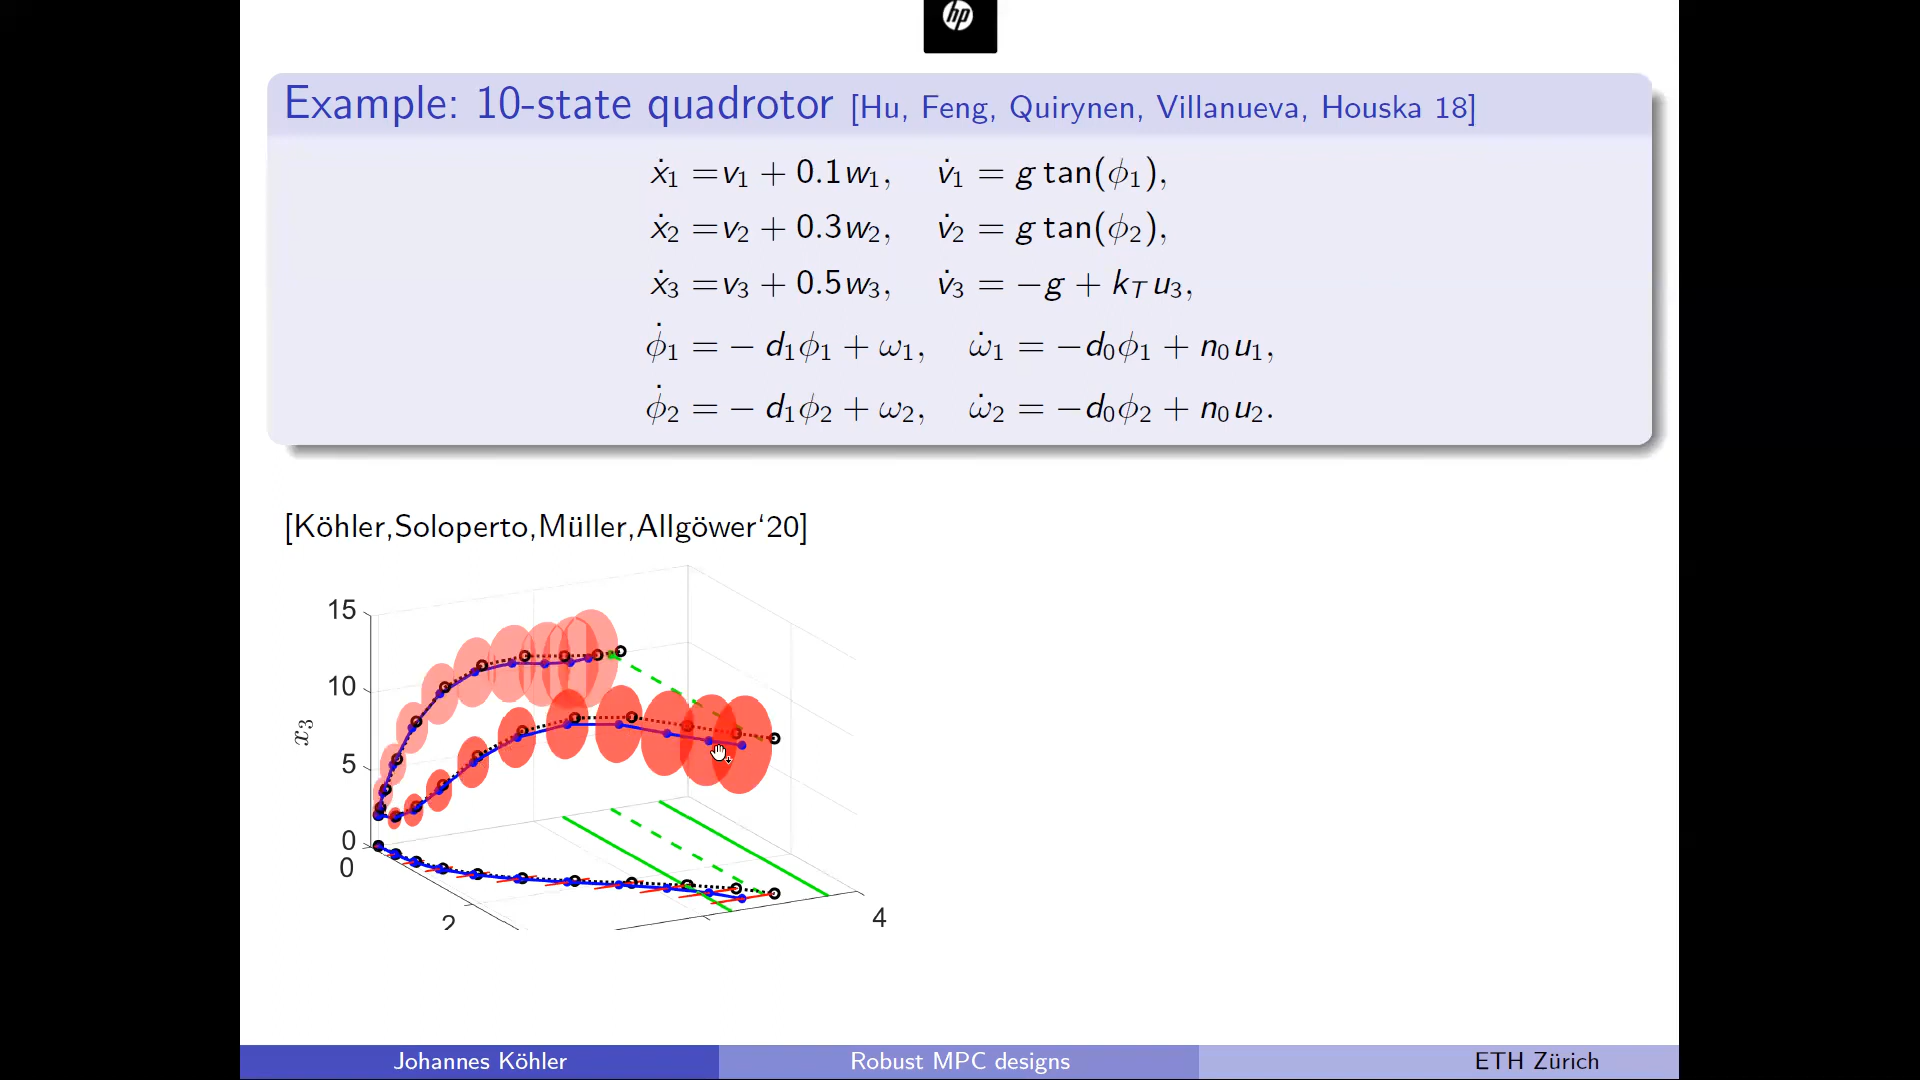 hp
Example: 10-state quadrotor [Hu, Feng, Quirynen, Villanueva, Houska 18]
ẋ₁ = v₁ + 0.1w₁, v̇₁ = g tan(ϕ₁),
ẋ₂ = v₂ + 0.3w₂, v̇₂ = g tan(ϕ₂),
ẋ₃ = v₃ + 0.5w₃, v̇₃ = −g + k_T u₃,
ϕ̇₁ = − d₁ϕ₁ + ω₁, ω̇₁ = −d₀ϕ₁ + n₀u₁,
ϕ̇₂ = − d₁ϕ₂ + ω₂, ω̇₂ = −d₀ϕ₂ + n₀u₂.
[Köhler,Soloperto,Müller,Allgöwer‘20]
15
10
x₃
5
0
0
2
4
Johannes Köhler Robust MPC designs ETH Zürich